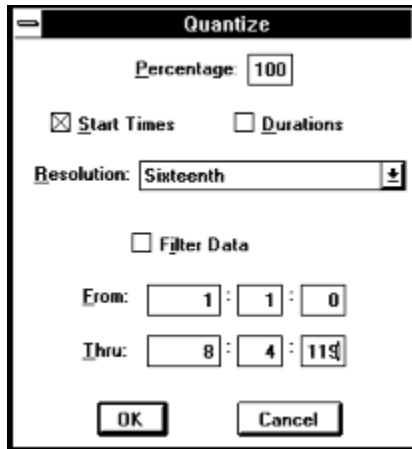 Quantize
Percentage: 100
Start Times Durations
Resolution: Sixteenth
Filter Data
From: 1 : 1 : 0
Thru: 8 : 4 : 119
OK Cancel